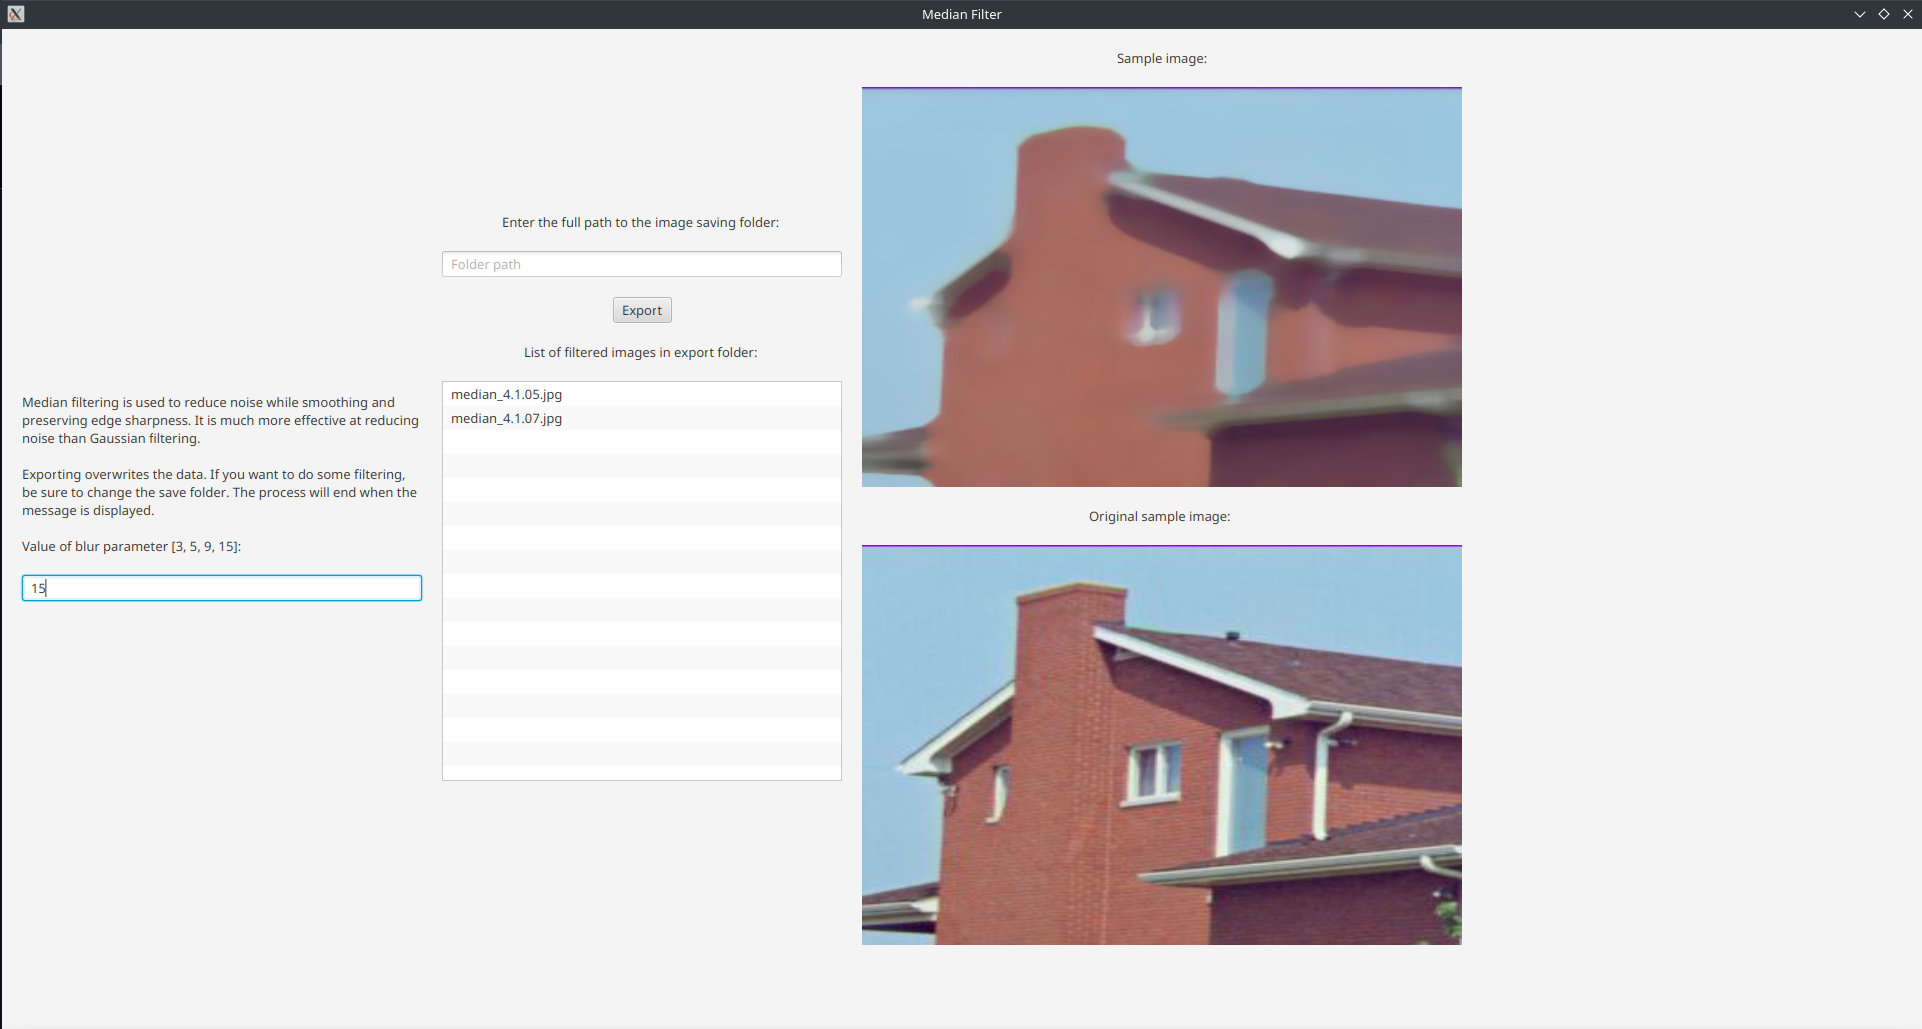 Median Filter
Median filtering is used to reduce noise while smoothing and
preserving edge sharpness. It is much more effective at reducing
noise than Gaussian filtering.
Exporting overwrites the data. If you want to do some filtering,
be sure to change the save folder. The process will end when the
message is displayed.
Value of blur parameter [3, 5, 9, 15]:
15
Enter the full path to the image saving folder:
Folder path
Export
List of filtered images in export folder:
median_4.1.05.jpg
median_4.1.07.jpg
Sample image:
Original sample image: